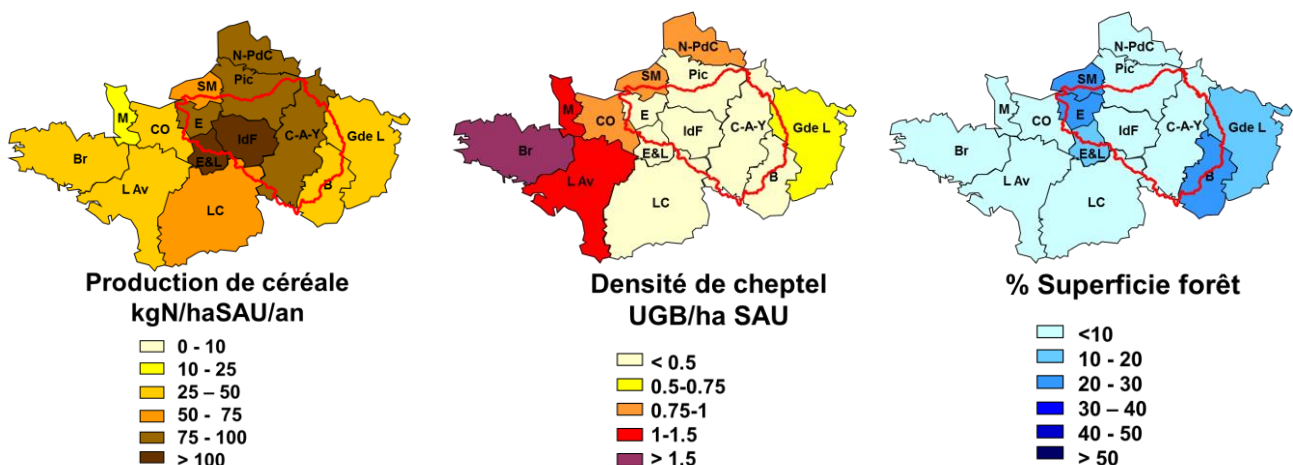 N-PdC
SM
Pic
M
CO
E
IdF
C-A-Y
Gde L
Br
E&L
L Av
B
LC
Production de céréale
kgN/haSAU/an
0 - 10
10 - 25
25 – 50
50 - 75
75 - 100
> 100
N-PdC
SM
Pic
M
CO
E
IdF
C-A-Y
Gde L
Br
E&L
L Av
B
LC
Densité de cheptel
UGB/ha SAU
< 0.5
0.5-0.75
0.75-1
1-1.5
> 1.5
N-PdC
SM
Pic
M
CO
E
IdF
C-A-Y
Gde L
Br
E&L
L Av
B
LC
% Superficie forêt
<10
10 - 20
20 - 30
30 – 40
40 - 50
> 50